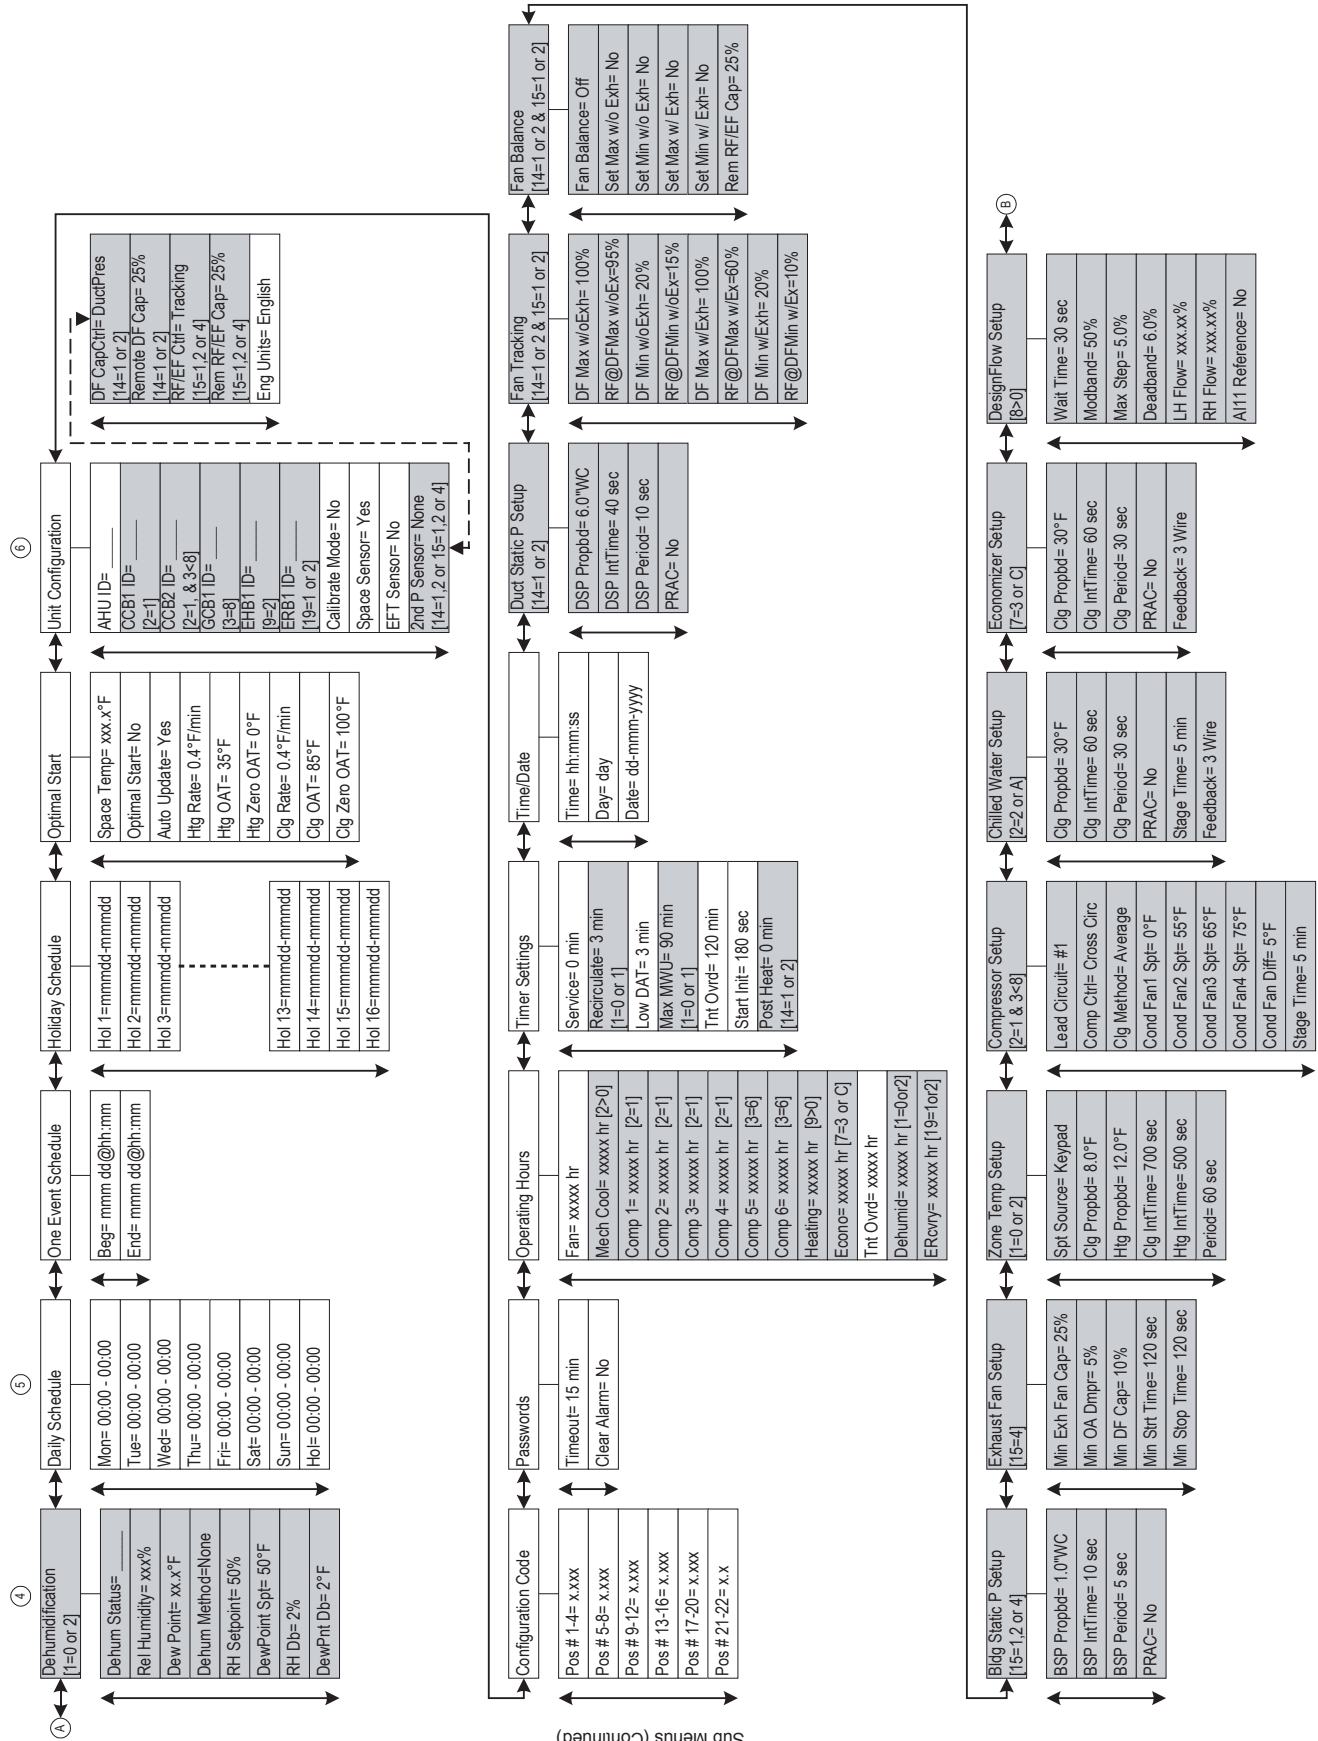 A
4
Dehumidification
[1=0 or 2]
Dehum Status= _____
Rel Humidity= xxx%
Dew Point= xx.x°F
Dehum Method=None
RH Setpoint= 50%
DewPoint Spt= 50°F
RH Db= 2%
DewPnt Db= 2°F
5
Daily Schedule
Mon= 00:00 - 00:00
Tue= 00:00 - 00:00
Wed= 00:00 - 00:00
Thu= 00:00 - 00:00
Fri= 00:00 - 00:00
Sat= 00:00 - 00:00
Sun= 00:00 - 00:00
Hol= 00:00 - 00:00
One Event Schedule
Beg= mmm dd@hh:mm
End= mmm dd@hh:mm
Holiday Schedule
Hol 1=mmmdd-mmmdd
Hol 2=mmmdd-mmmdd
Hol 3=mmmdd-mmmdd
Hol 13=mmmdd-mmmdd
Hol 14=mmmdd-mmmdd
Hol 15=mmmdd-mmmdd
Hol 16=mmmdd-mmmdd
Optimal Start
Space Temp= xxx.x°F
Optimal Start= No
Auto Update= Yes
Htg Rate= 0.4°F/min
Htg OAT= 35°F
Htg Zero OAT= 0°F
Clg Rate= 0.4°F/min
Clg OAT= 85°F
Clg Zero OAT= 100°F
6
Unit Configuration
AHU ID= _____
CCB1 ID= _____
[2=1]
CCB2 ID= _____
[2=1, & 3<8]
GCB1 ID= _____
[3=8]
EHB1 ID= _____
[9=2]
ERB1 ID= _____
[19=1 or 2]
Calibrate Mode= No
Space Sensor= Yes
EFT Sensor= No
2nd P Sensor= None
[14=1,2 or 15=1,2 or 4]
DF CapCtrl= DuctPres
[14=1 or 2]
Remote DF Cap= 25%
[14=1 or 2]
RF/EF Ctrl= Tracking
[15=1,2 or 4]
Rem RF/EF Cap= 25%
[15=1,2 or 4]
Eng Units= English
Configuration Code
Pos # 1-4= x.xxx
Pos # 5-8= x.xxx
Pos # 9-12= x.xxx
Pos # 13-16= x.xxx
Pos # 17-20= x.xxx
Pos # 21-22= x.x
Passwords
Timeout= 15 min
Clear Alarm= No
Operating Hours
Fan= xxxxx hr
Mech Cool= xxxxx hr [2>0]
Comp 1= xxxxx hr [2=1]
Comp 2= xxxxx hr [2=1]
Comp 3= xxxxx hr [2=1]
Comp 4= xxxxx hr [2=1]
Comp 5= xxxxx hr [3=6]
Comp 6= xxxxx hr [3=6]
Heating= xxxxx hr [9>0]
Econo= xxxxx hr [7=3 or C]
Tnt Ovrd= xxxxx hr
Dehumid= xxxxx hr [1=0or2]
ERcvry= xxxxx hr [19=1or2]
Timer Settings
Service= 0 min
Recirculate= 3 min
[1=0 or 1]
Low DAT= 3 min
Max MWU= 90 min
[1=0 or 1]
Tnt Ovrd= 120 min
Start Init= 180 sec
Post Heat= 0 min
[14=1 or 2]
Time/Date
Time= hh:mm:ss
Day= day
Date= dd-mmm-yyyy
Duct Static P Setup
[14=1 or 2]
DSP Propbd= 6.0"WC
DSP IntTime= 40 sec
DSP Period= 10 sec
PRAC= No
Fan Tracking
[14=1 or 2 & 15=1 or 2]
DF Max w/oExh= 100%
RF@DFMax w/oEx=95%
DF Min w/oExh= 20%
RF@DFMin w/oEx=15%
DF Max w/Exh= 100%
RF@DFMax w/Ex=60%
DF Min w/Exh= 20%
RF@DFMin w/Ex=10%
Fan Balance
[14=1 or 2 & 15=1 or 2]
Fan Balance= Off
Set Max w/o Exh= No
Set Min w/o Exh= No
Set Max w/ Exh= No
Set Min w/ Exh= No
Rem RF/EF Cap= 25%
Bldg Static P Setup
[15=1,2 or 4]
BSP Propbd= 1.0"WC
BSP IntTime= 10 sec
BSP Period= 5 sec
PRAC= No
Exhaust Fan Setup
[15=4]
Min Exh Fan Cap= 25%
Min OA Dmpr= 5%
Min DF Cap= 10%
Min Strt Time= 120 sec
Min Stop Time= 120 sec
Zone Temp Setup
[1=0 or 2]
Spt Source= Keypad
Clg Propbd= 8.0°F
Htg Propbd= 12.0°F
Clg IntTime= 700 sec
Htg IntTime= 500 sec
Period= 60 sec
Compressor Setup
[2=1 & 3<8]
Lead Circuit= #1
Comp Ctrl= Cross Circ
Clg Method= Average
Cond Fan1 Spt= 0°F
Cond Fan2 Spt= 55°F
Cond Fan3 Spt= 65°F
Cond Fan4 Spt= 75°F
Cond Fan Diff= 5°F
Stage Time= 5 min
Chilled Water Setup
[2=2 or A]
Clg Propbd= 30°F
Clg IntTime= 60 sec
Clg Period= 30 sec
PRAC= No
Stage Time= 5 min
Feedback= 3 Wire
Economizer Setup
[7=3 or C]
Clg Propbd= 30°F
Clg IntTime= 60 sec
Clg Period= 30 sec
PRAC= No
Feedback= 3 Wire
DesignFlow Setup
[8>0]
Wait Time= 30 sec
Modband= 50%
Max Step= 5.0%
Deadband= 6.0%
LH Flow= xxx.xx%
RH Flow= xxx.xx%
AI11 Reference= No
B
Sub Menus (Continued)